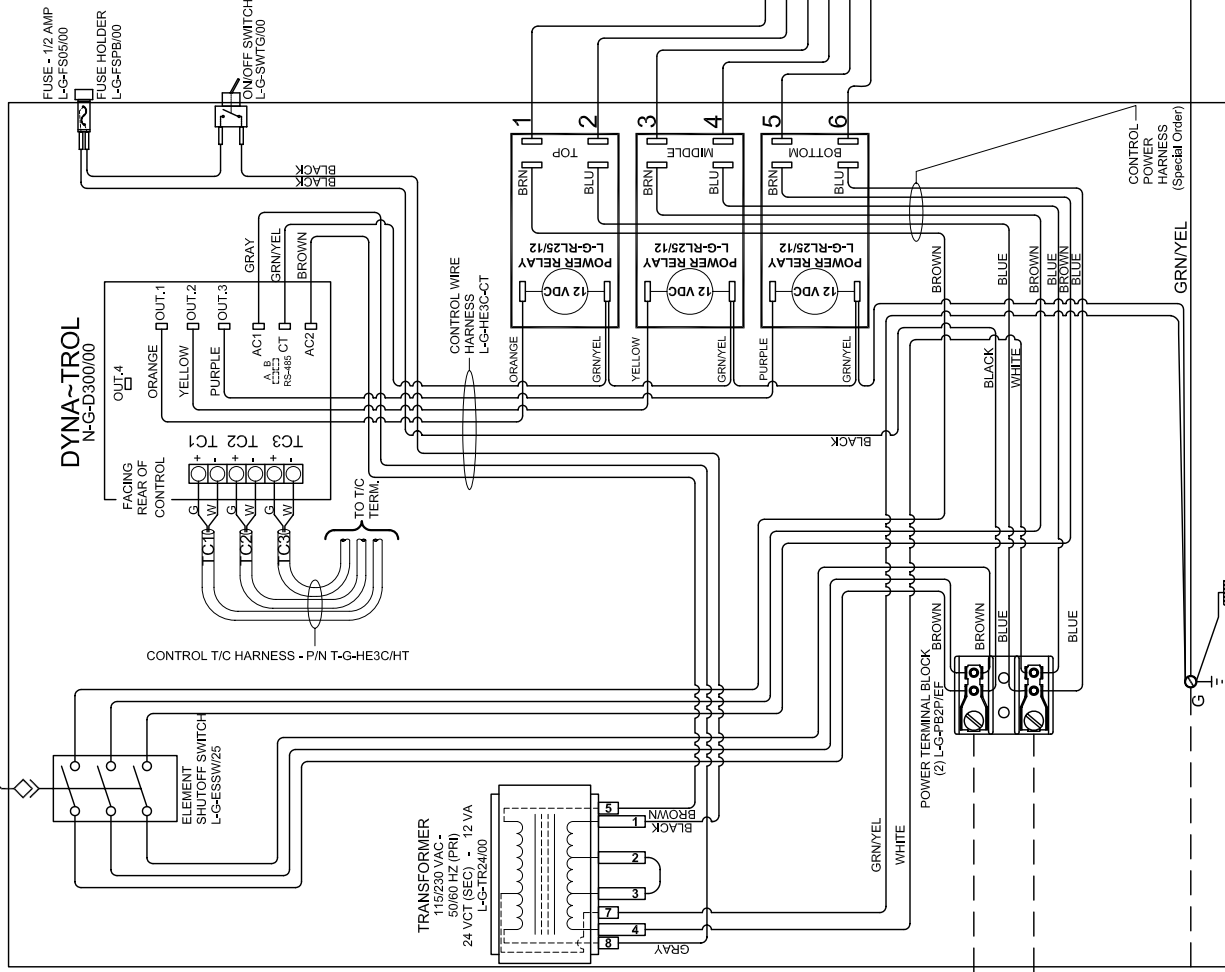 FUSE - 1/2 AMP
L-G-FS05/00
FUSE HOLDER
L-G-FSPB/00
ON/OFF SWITCH
L-G-SWTG/00
BLACK
BLACK
DYNA~TROL
N-G-D300/00
OUT.4
OUT.1
OUT.2
OUT.3
ORANGE
YELLOW
PURPLE
GRAY
GRN/YEL
BROWN
AC1
CT
AC2
A B
RS-485
FACING
REAR OF
CONTROL
TC1 TC2 TC3
+ - + - + -
G W G W G W
TC1
TC2
TC3
TO T/C
TERM.
CONTROL T/C HARNESS - P/N T-G-HE3C/HT
CONTROL WIRE
HARNESS
L-G-HE3C-CT
1 2 3 4 5 6
TOP
MIDDLE
BOTTOM
BRN BLU BRN BLU BRN BLU
POWER RELAY
L-G-RL25/12
POWER RELAY
L-G-RL25/12
POWER RELAY
L-G-RL25/12
12 VDC
12 VDC
12 VDC
ORANGE
GRN/YEL
YELLOW
GRN/YEL
PURPLE
GRN/YEL
CONTROL
POWER
HARNESS
(Special Order)
GRN/YEL
BROWN
BLUE
BROWN
BLUE
BROWN
BLUE
BLACK
WHITE
BLACK
ELEMENT
SHUTOFF SWITCH
L-G-ESSW/25
TRANSFORMER
115/230 VAC -
50/60 HZ (PRI)
24 VCT (SEC) - 12 VA
L-G-TR24/00
5
1
2
3
7
4
8
BROWN
BLACK
GRAY
GRN/YEL
WHITE
POWER TERMINAL BLOCK
(2) L-G-PB2P/EF
BROWN
BROWN
BLUE
BLUE
G